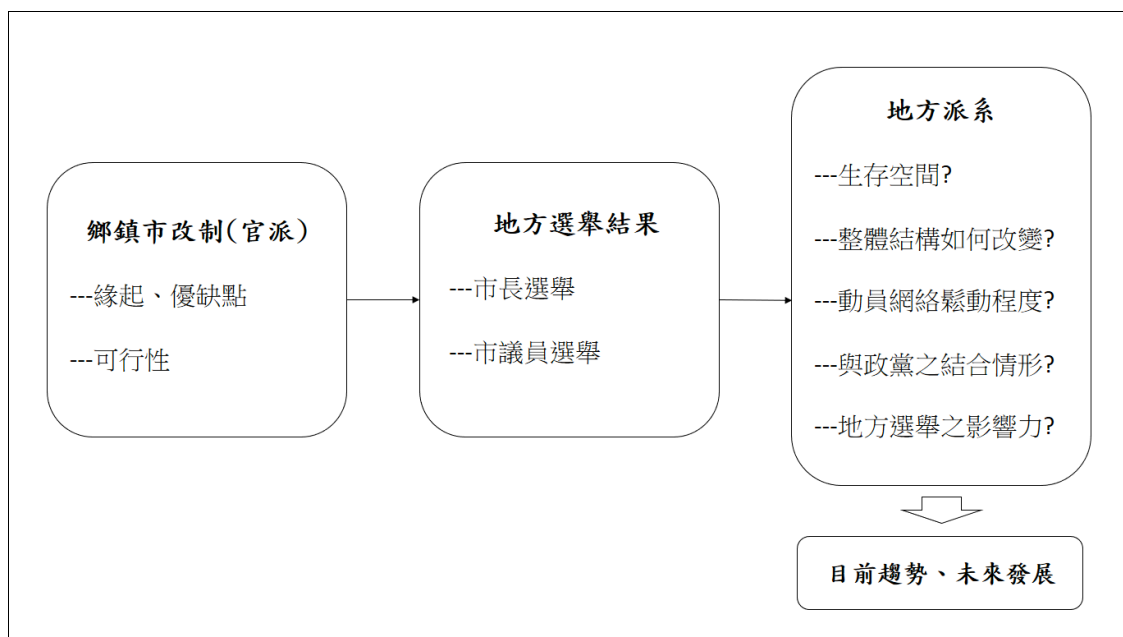 鄉鎮市改制(官派)
---緣起、優缺點
---可行性
地方選舉結果
---市長選舉
---市議員選舉
地方派系
---生存空間?
---整體結構如何改變?
---動員網絡鬆動程度?
---與政黨之結合情形?
---地方選舉之影響力?
目前趨勢、未來發展